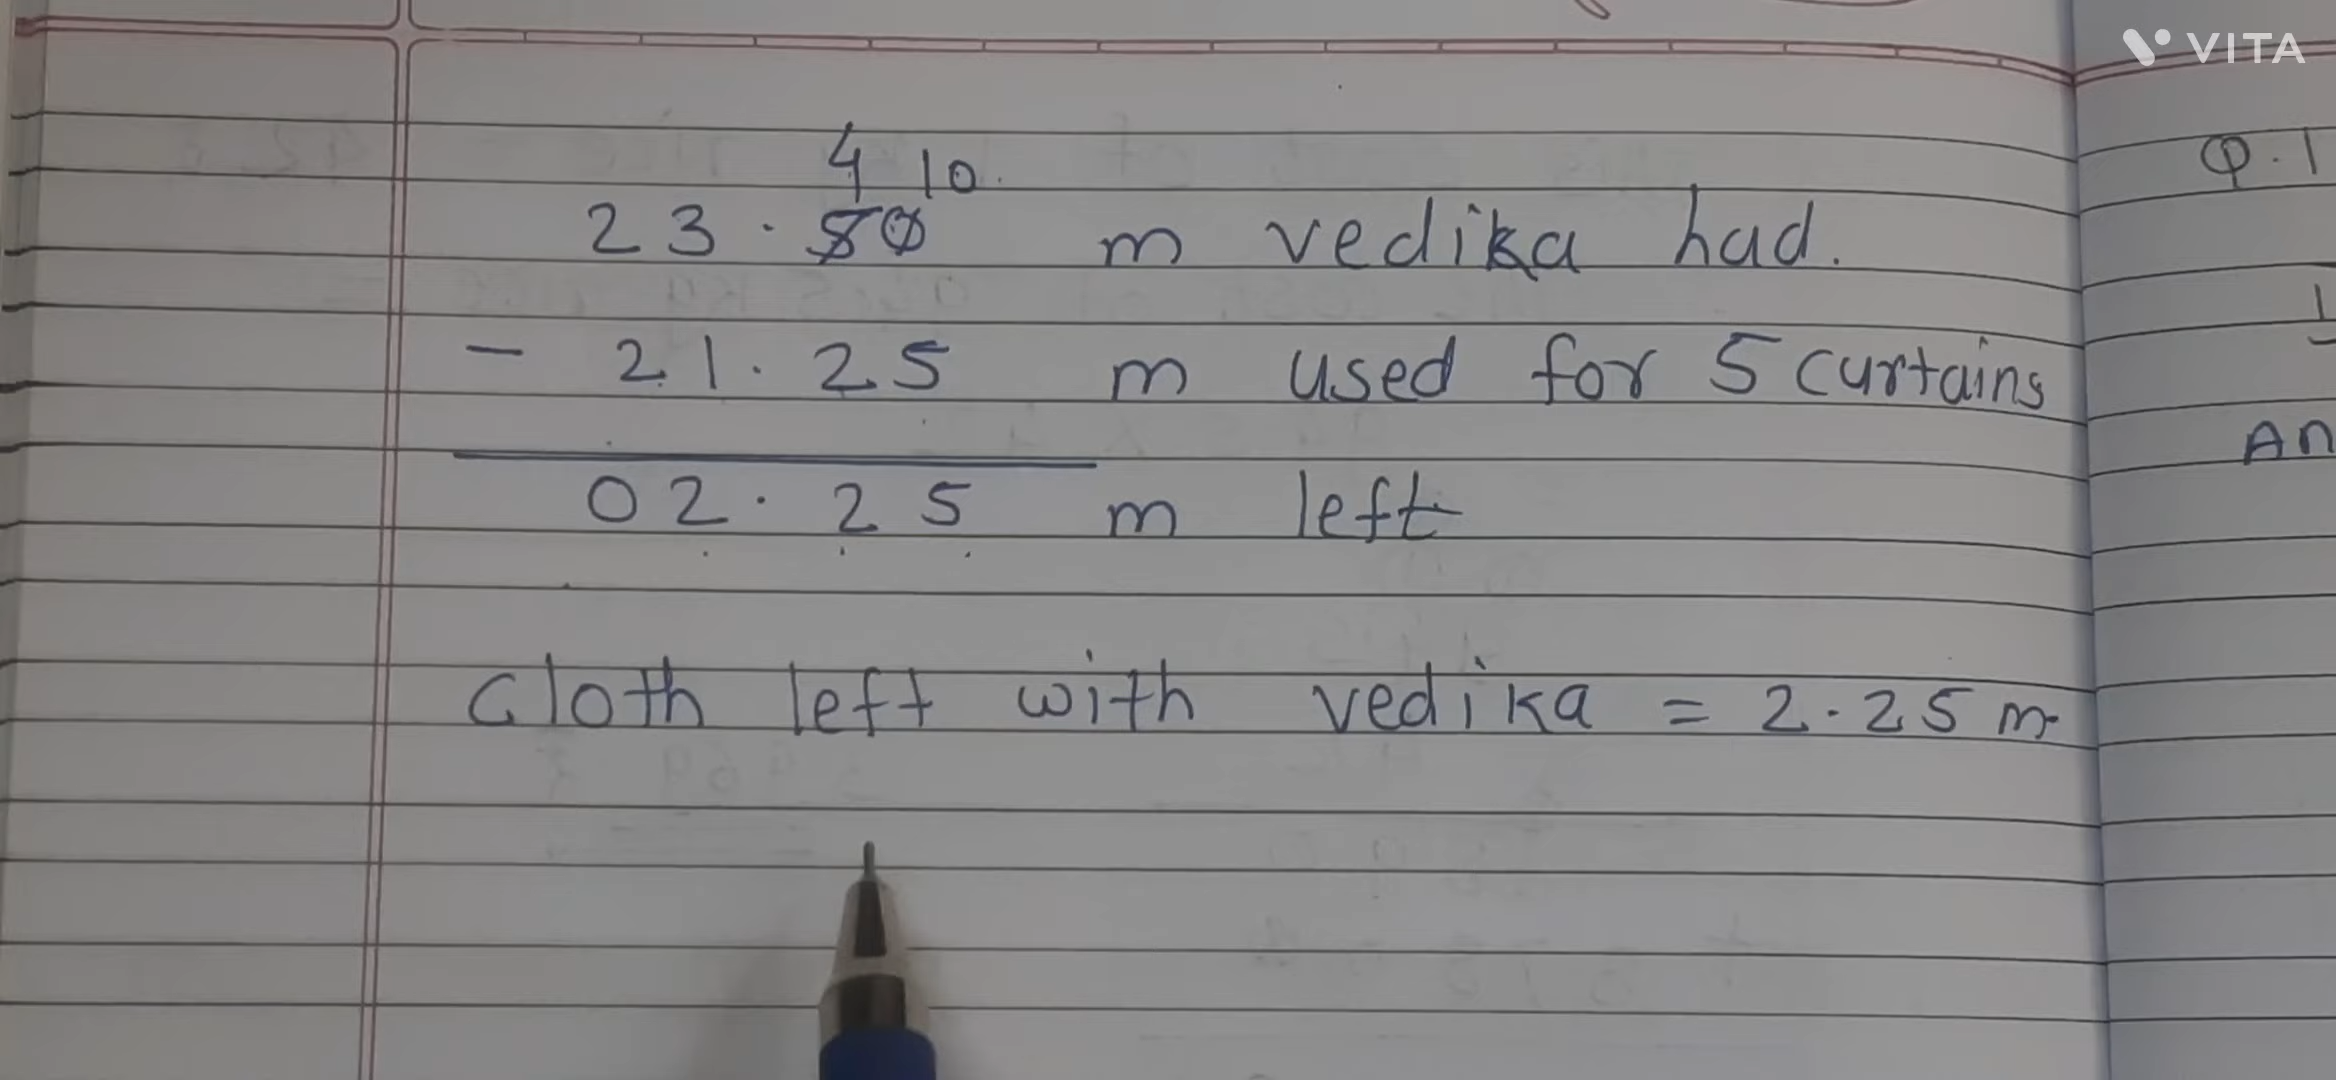 VITA
4 10
23.50 m vedika had.
- 21.25 m used for 5 curtains
02.25 m left
Cloth left with vedika = 2.25 m
Q.1
1
An